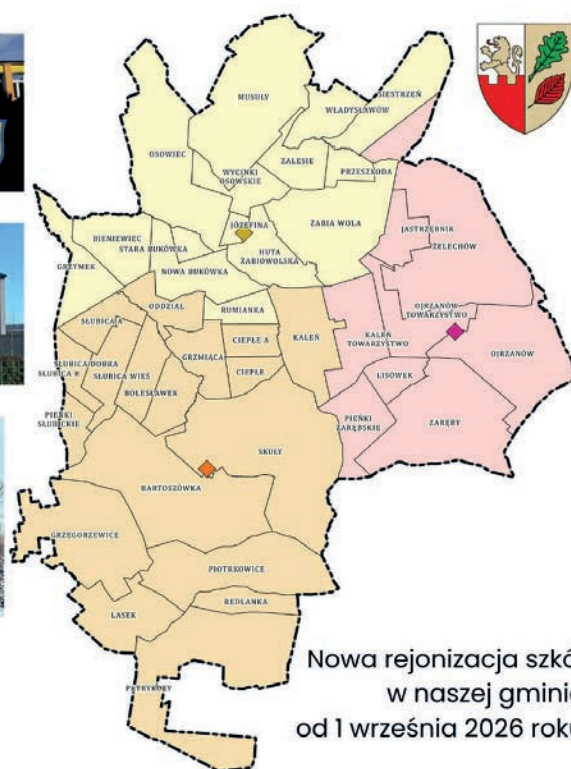 MUSUŁY
SIESTRZEŃ
WŁADYSŁAWÓW
OSOWIEC
ZALESIE
WYCINKI
OSOWSKIE
PRZESZKODA
JÓZEFINA
ŻABIA WOLA
JASTRZĘBNIK
ŻELECHÓW
BIENIEWIEC
STARA BUKÓWKA
HUTA
ŻABIOWOLSKA
GRZYMEK
NOWA BUKÓWKA
ODDZIAŁ
RUMIANKA
OJRZANÓW
TOWARZYSTWO
SŁUBICA A
CIEPŁE A
KALEŃ
KALEŃ
TOWARZYSTWO
GRZMIĄCA
OJRZANÓW
SŁUBICA DOBRA
CIEPŁE
LISÓWEK
SŁUBICA B
SŁUBICA WIEŚ
BOLESŁAWEK
PIEŃKI
SŁUBICKIE
PIEŃKI
ZARĘBSKIE
ZARĘBY
SKUŁY
BARTOSZÓWKA
GRZEGORZEWICE
PIOTRKOWICE
REDLANKA
LASEK
PETRYKOZY
Nowa rejonizacja szkó
w naszej gmini
od 1 września 2026 roku